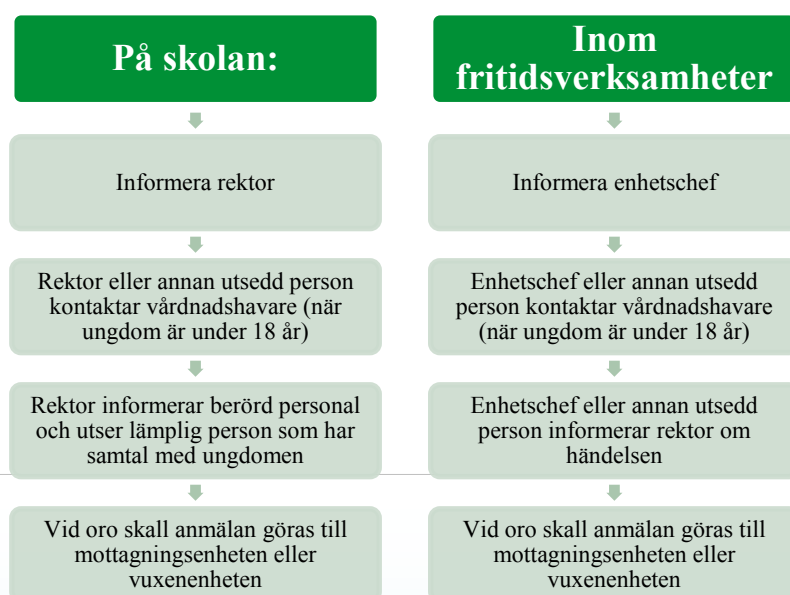 På skolan:
Informera rektor
Rektor eller annan utsedd person
kontaktar vårdnadshavare (när
ungdom är under 18 år)
Rektor informerar berörd personal
och utser lämplig person som har
samtal med ungdomen
Vid oro skall anmälan göras till
mottagningsenheten eller
vuxenenheten
Inom
fritidsverksamheter
Informera enhetschef
Enhetschef eller annan utsedd
person kontaktar vårdnadshavare
(när ungdom är under 18 år)
Enhetschef eller annan utsedd
person informerar rektor om
händelsen
Vid oro skall anmälan göras till
mottagningsenheten eller
vuxenenheten